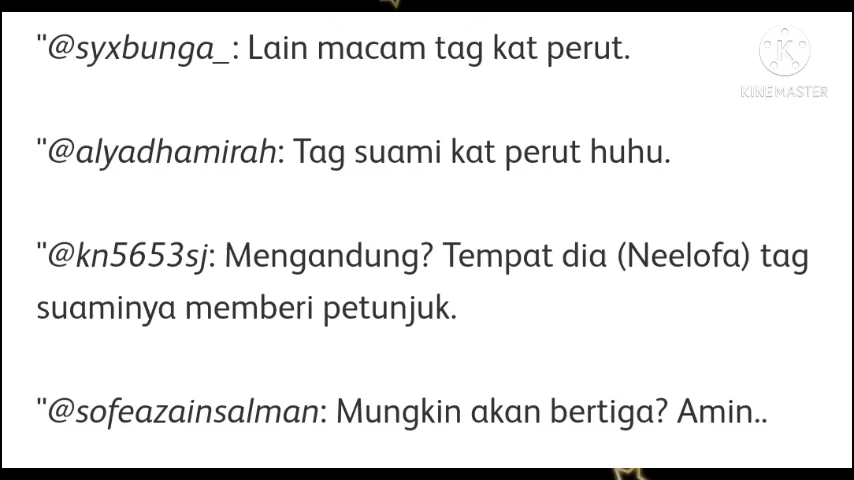 "@syxbunga_: Lain macam tag kat perut.
KINEMASTER
"@alyadhamirah: Tag suami kat perut huhu.
"@kn5653sj: Mengandung? Tempat dia (Neelofa) tag
suaminya memberi petunjuk.
"@sofeazainsalman: Mungkin akan bertiga? Amin..